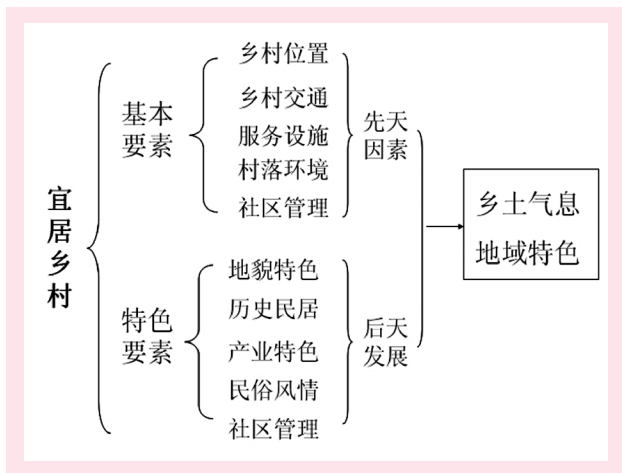 宜居乡村
基本
要素
乡村位置
乡村交通
服务设施
村落环境
社区管理
先天
因素
特色
要素
地貌特色
历史民居
产业特色
民俗风情
社区管理
后天
发展
乡土气息
地域特色